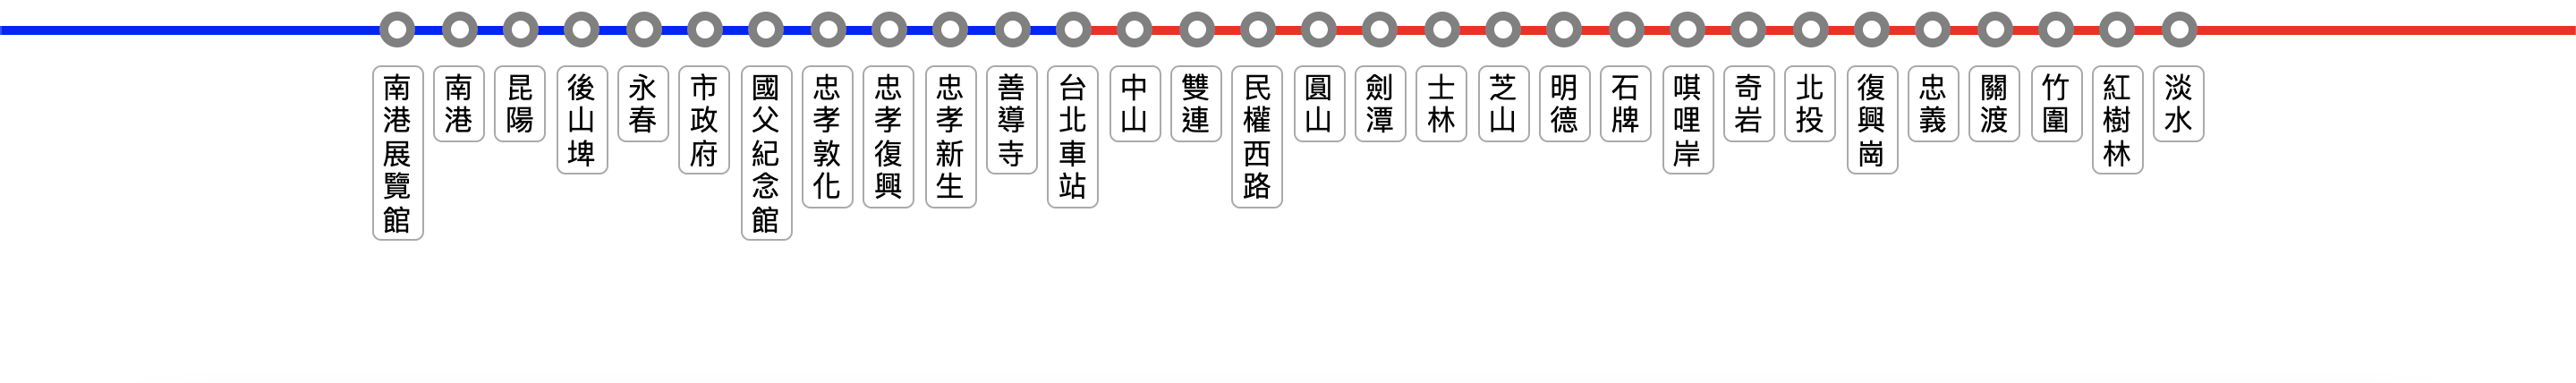 南港展覽館
南港
昆陽
後山埤
永春
市政府
國父紀念館
忠孝敦化
忠孝復興
忠孝新生
善導寺
台北車站
中山
雙連
民權西路
圓山
劍潭
士林
芝山
明德
石牌
唭哩岸
奇岩
北投
復興崗
忠義
關渡
竹圍
紅樹林
淡水